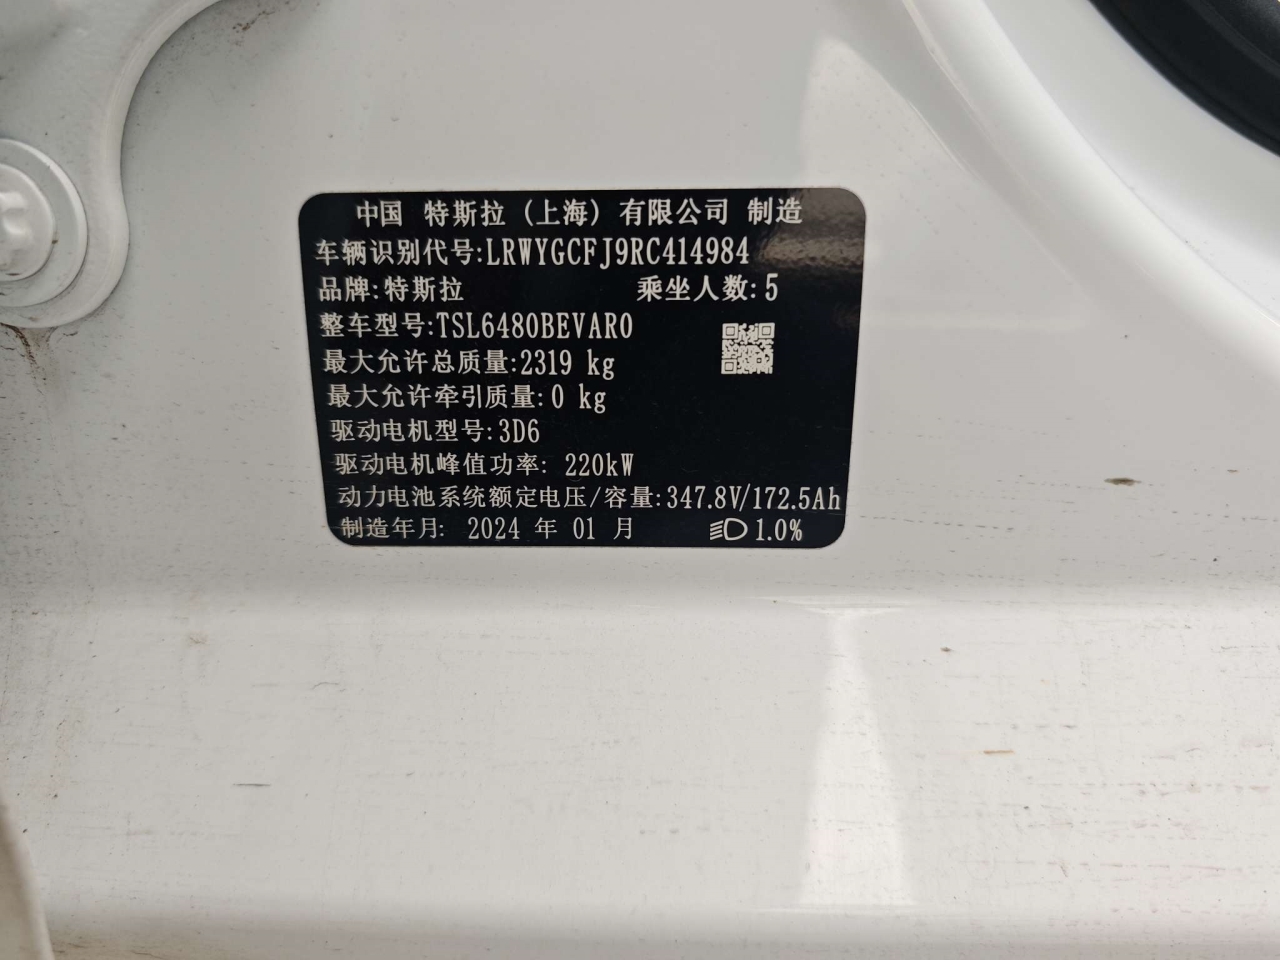 中国 特斯拉 (上海) 有限公司 制造
车辆识别代号:LRWYGCFJ9RC414984
品牌:特斯拉 乘坐人数:5
整车型号:TSL6480BEVAR0
最大允许总质量:2319 kg
最大允许牵引质量:0 kg
驱动电机型号:3D6
驱动电机峰值功率: 220kW
动力电池系统额定电压/容量:347.8V/172.5Ah
制造年月: 2024 年 01 月 1.0%